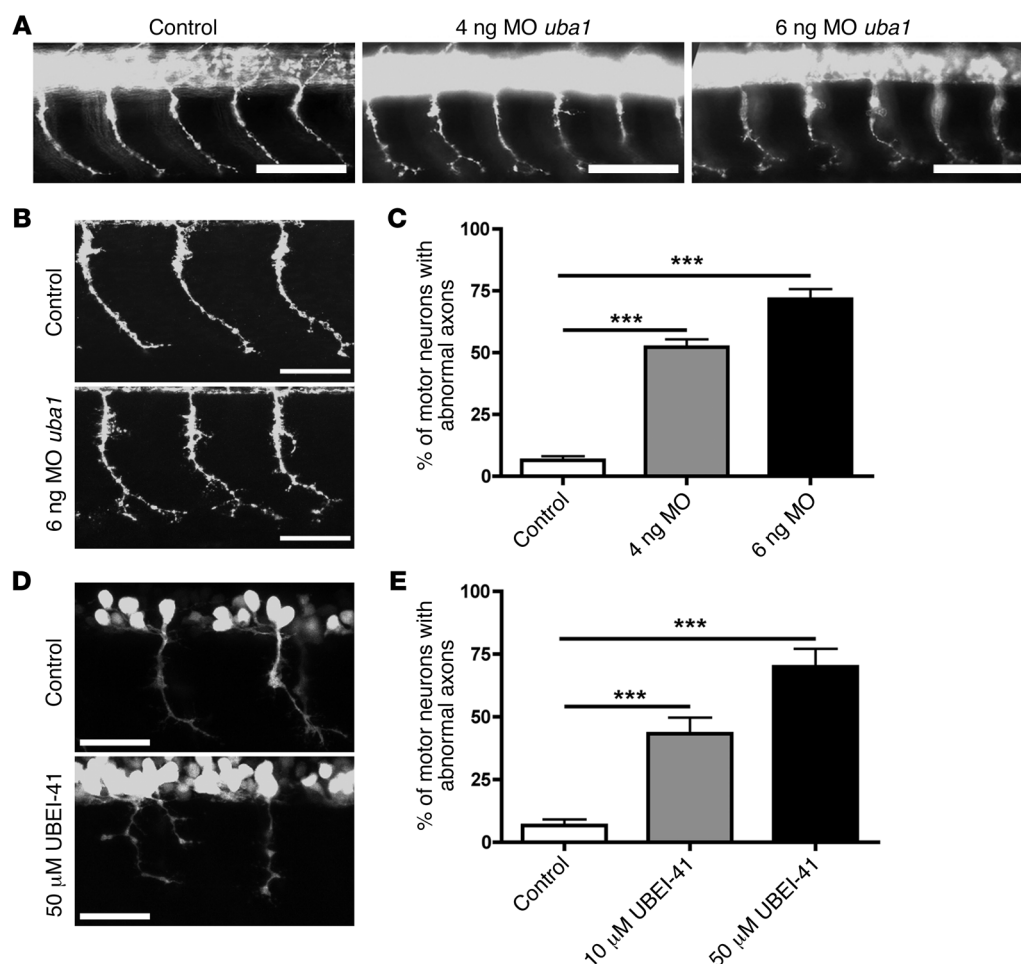 A
Control
4 ng MO uba1
6 ng MO uba1
B
Control
6 ng MO uba1
C
% of motor neurons with
abnormal axons
100
75
50
25
0
***
***
Control
4 ng MO
6 ng MO
D
Control
50 μM UBEI-41
E
% of motor neurons with
abnormal axons
100
75
50
25
0
***
***
Control
10 μM UBEI-41
50 μM UBEI-41